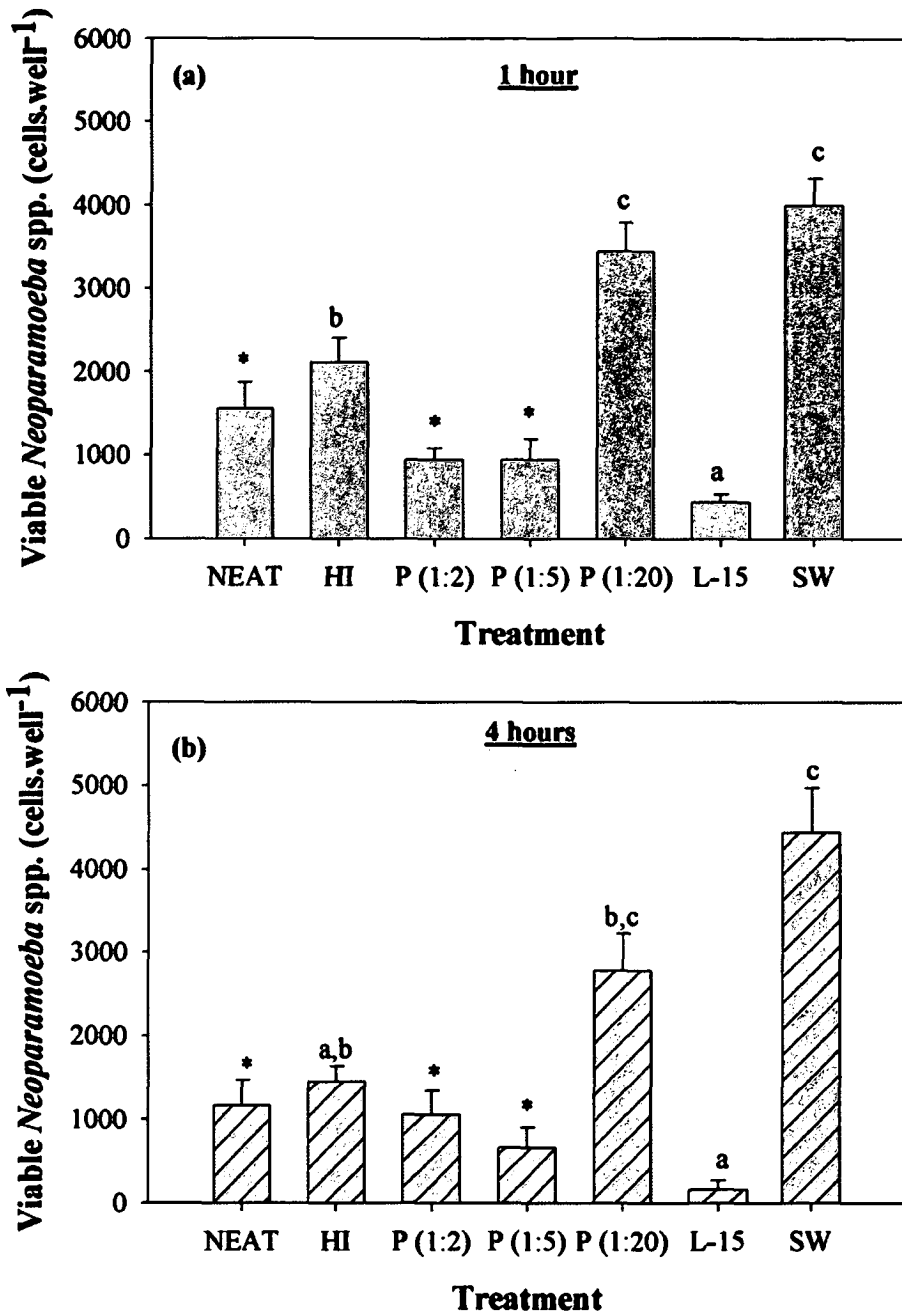 6000
5000
4000
3000
2000
1000
0
Viable Neoparamoeba spp. (cells.well⁻¹)
(a)
1 hour
*
b
*
*
c
a
c
NEAT HI P (1:2) P (1:5) P (1:20) L-15 SW
Treatment
6000
5000
4000
3000
2000
1000
0
Viable Neoparamoeba spp. (cells.well⁻¹)
(b)
4 hours
*
a,b
*
*
b,c
a
c
NEAT HI P (1:2) P (1:5) P (1:20) L-15 SW
Treatment